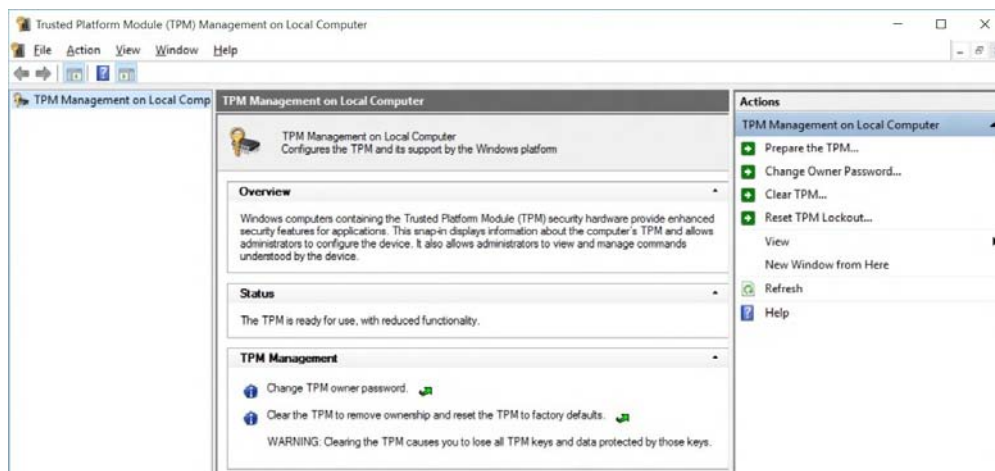 Trusted Platform Module (TPM) Management on Local Computer
File Action View Window Help
TPM Management on Local Comp
TPM Management on Local Computer
TPM Management on Local Computer
Configures the TPM and its support by the Windows platform
Overview
Windows computers containing the Trusted Platform Module (TPM) security hardware provide enhanced
security features for applications. This snap-in displays information about the computer's TPM and allows
administrators to configure the device. It also allows administrators to view and manage commands
understood by the device.
Status
The TPM is ready for use, with reduced functionality.
TPM Management
Change TPM owner password.
Clear the TPM to remove ownership and reset the TPM to factory defaults.
WARNING: Clearing the TPM causes you to lose all TPM keys and data protected by those keys.
Actions
TPM Management on Local Computer
Prepare the TPM...
Change Owner Password...
Clear TPM...
Reset TPM Lockout...
View
New Window from Here
Refresh
Help